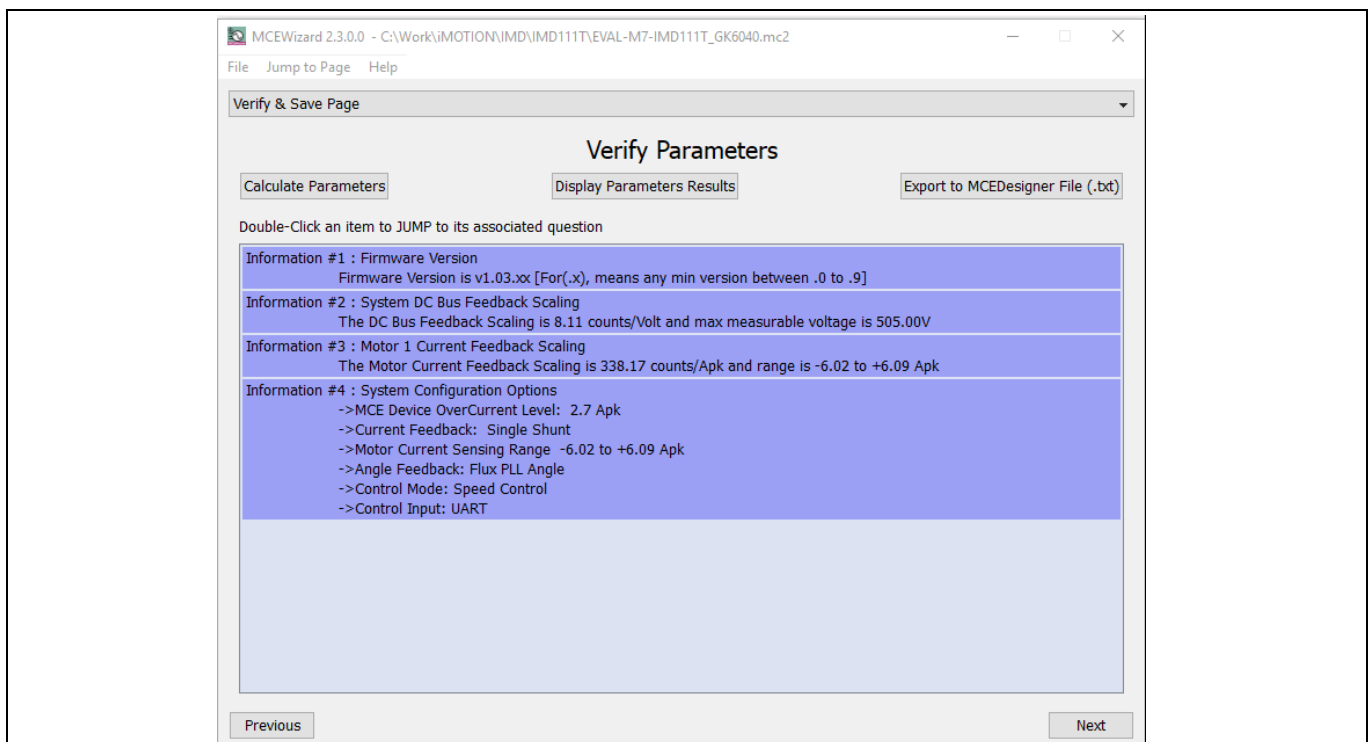 MCEWizard 2.3.0.0 - C:\Work\iMOTION\IMD\IMD111T\EVAL-M7-IMD111T_GK6040.mc2
File Jump to Page Help
Verify & Save Page
Verify Parameters
Calculate Parameters Display Parameters Results Export to MCEDesigner File (.txt)
Double-Click an item to JUMP to its associated question
Information #1 : Firmware Version
Firmware Version is v1.03.xx [For(.x), means any min version between .0 to .9]
Information #2 : System DC Bus Feedback Scaling
The DC Bus Feedback Scaling is 8.11 counts/Volt and max measurable voltage is 505.00V
Information #3 : Motor 1 Current Feedback Scaling
The Motor Current Feedback Scaling is 338.17 counts/Apk and range is -6.02 to +6.09 Apk
Information #4 : System Configuration Options
->MCE Device OverCurrent Level: 2.7 Apk
->Current Feedback: Single Shunt
->Motor Current Sensing Range -6.02 to +6.09 Apk
->Angle Feedback: Flux PLL Angle
->Control Mode: Speed Control
->Control Input: UART
Previous Next